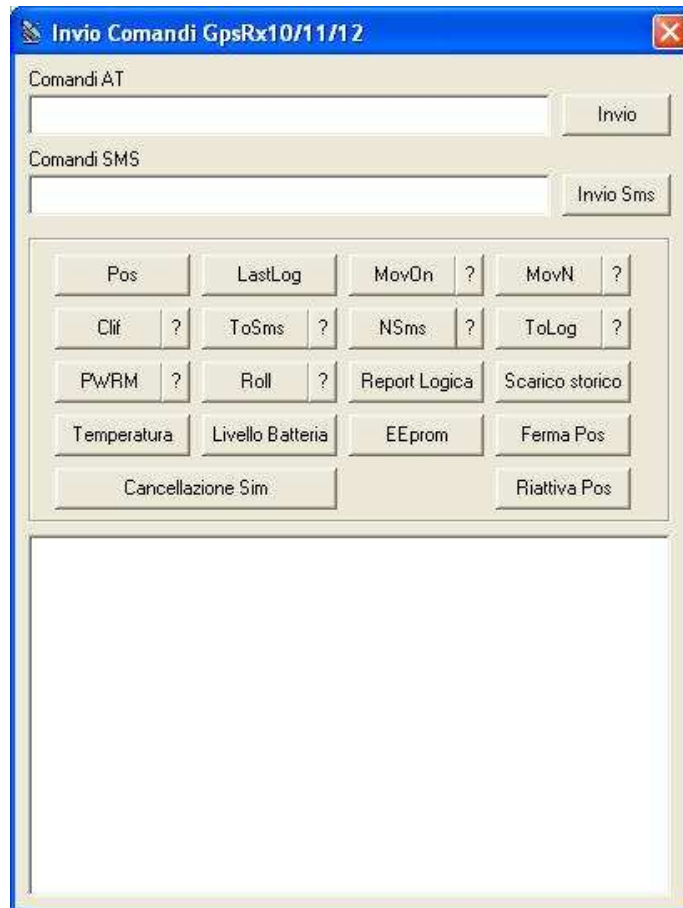 Invio Comandi GpsRx10/11/12
Comandi AT
Invio
Comandi SMS
Invio Sms
Pos LastLog MovOn ? MovN ?
Clif ? ToSms ? NSms ? ToLog ?
PWRM ? Roll ? Report Logica Scarico storico
Temperatura Livello Batteria EEprom Ferma Pos
Cancellazione Sim Riattiva Pos